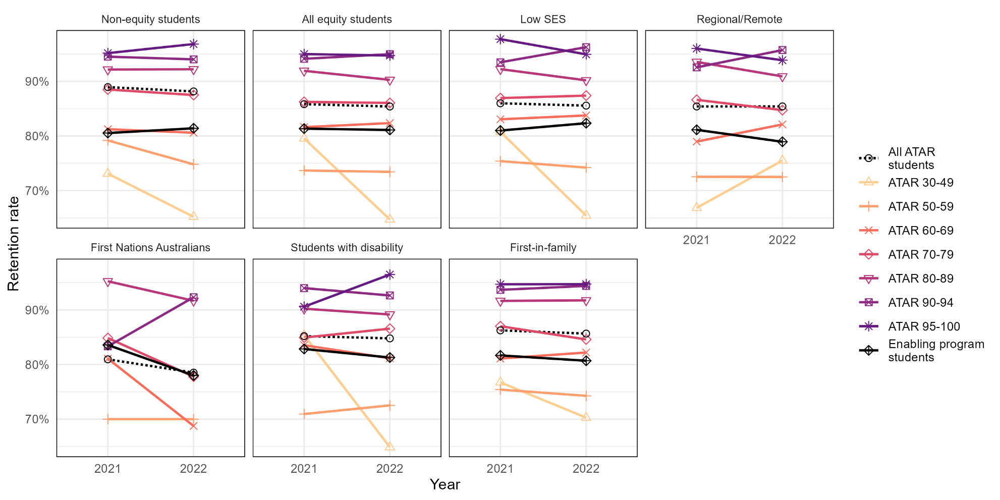 Non-equity students
All equity students
Low SES
Regional/Remote
90%
80%
70%
2021
2022
First Nations Australians
Students with disability
First-in-family
90%
80%
70%
2021
2022
2021
2022
2021
2022
Retention rate
Year
All ATAR
students
ATAR 30-49
ATAR 50-59
ATAR 60-69
ATAR 70-79
ATAR 80-89
ATAR 90-94
ATAR 95-100
Enabling program
students